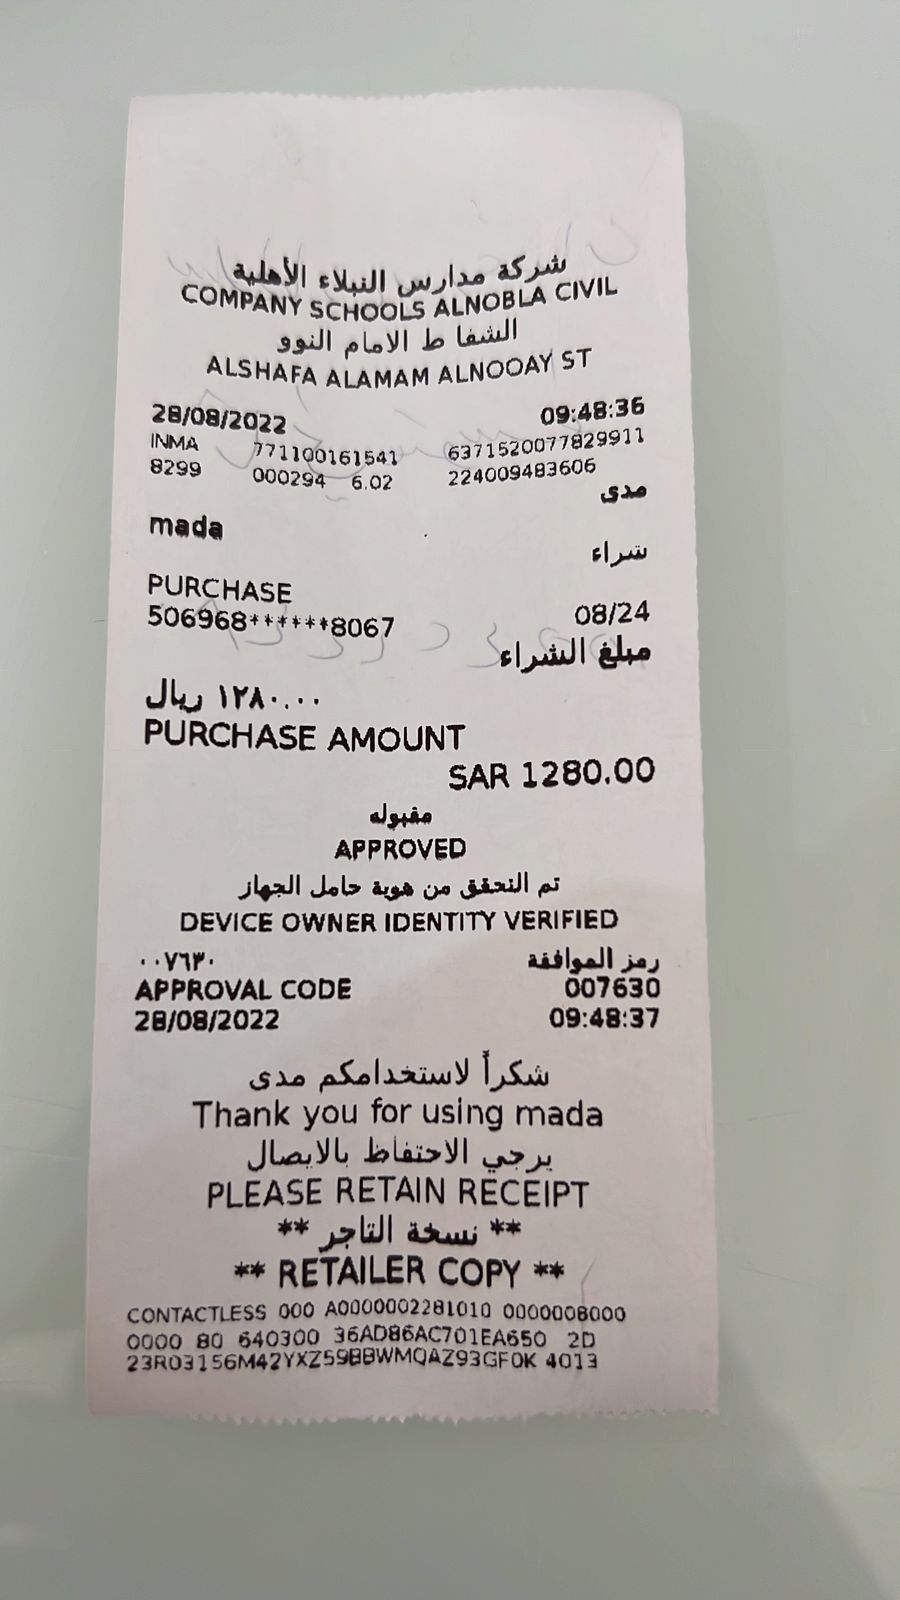 شركة مدارس النبلاء الأهلية
COMPANY SCHOOLS ALNOBLA CIVIL
الشفا ط الامام النوو
ALSHAFA ALAMAM ALNOOAY ST
28/08/2022 09:48:36
INMA 771100161541 6371520077829911
8299 000294 6.02 224009483606
مدى
mada
شراء
PURCHASE
506968******8067 08/24
مبلغ الشراء
١٢٨٠.٠٠ ريال
PURCHASE AMOUNT
SAR 1280.00
مقبوله
APPROVED
تم التحقق من هوية حامل الجهاز
DEVICE OWNER IDENTITY VERIFIED
رمز الموافقة ٠٠٧٦٣٠
APPROVAL CODE 007630
28/08/2022 09:48:37
شكراً لاستخدامكم مدى
Thank you for using mada
يرجي الاحتفاظ بالايصال
PLEASE RETAIN RECEIPT
** نسخة التاجر **
** RETAILER COPY **
CONTACTLESS 000 A0000002281010 0000008000
0000 80 640300 36AD86AC701EA650 2D
23R03156M42YXZ59BBWMQAZ93GF0K 4013